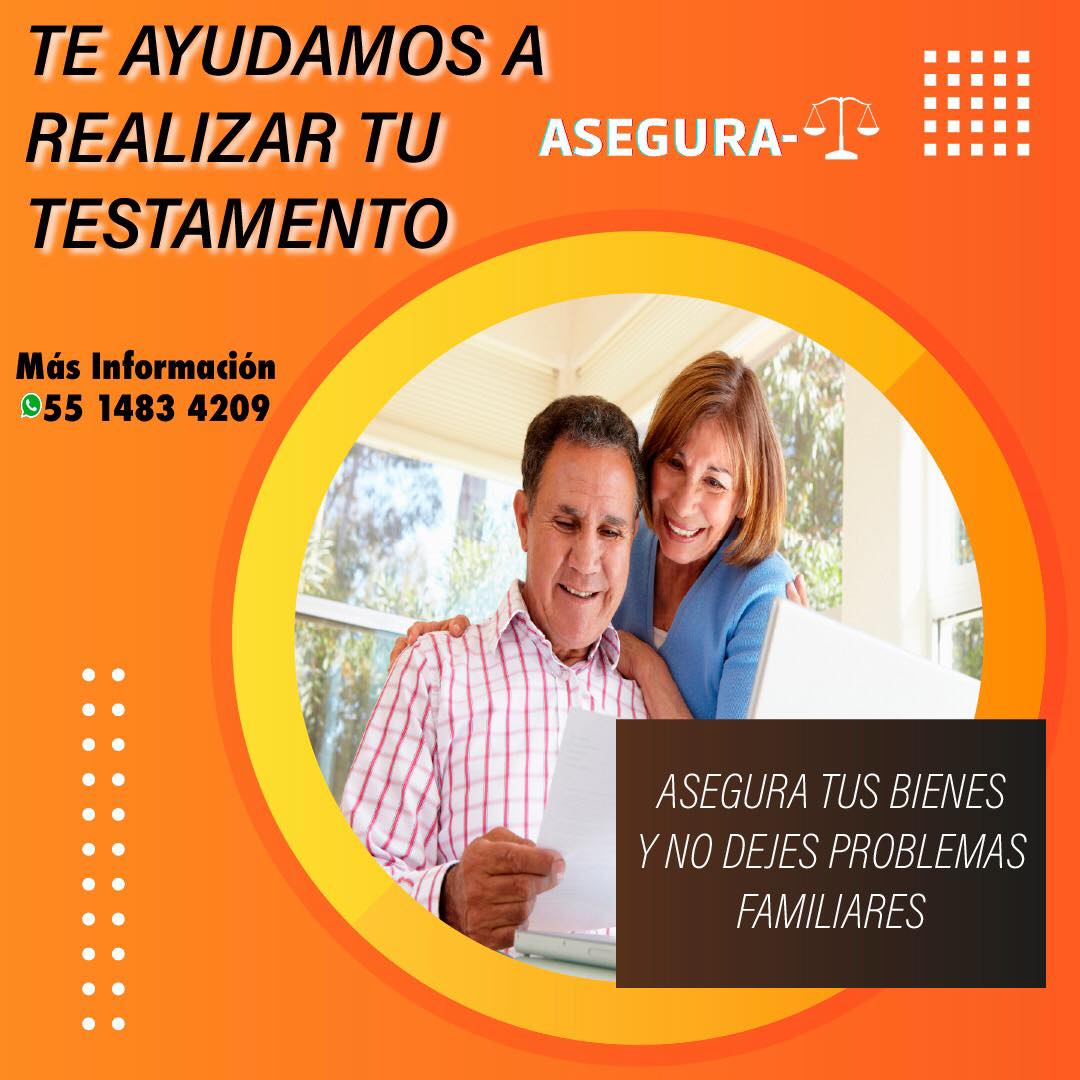 TE AYUDAMOS A
REALIZAR TU
TESTAMENTO
ASEGURA-
Más Información
55 1483 4209
ASEGURA TUS BIENES
Y NO DEJES PROBLEMAS
FAMILIARES